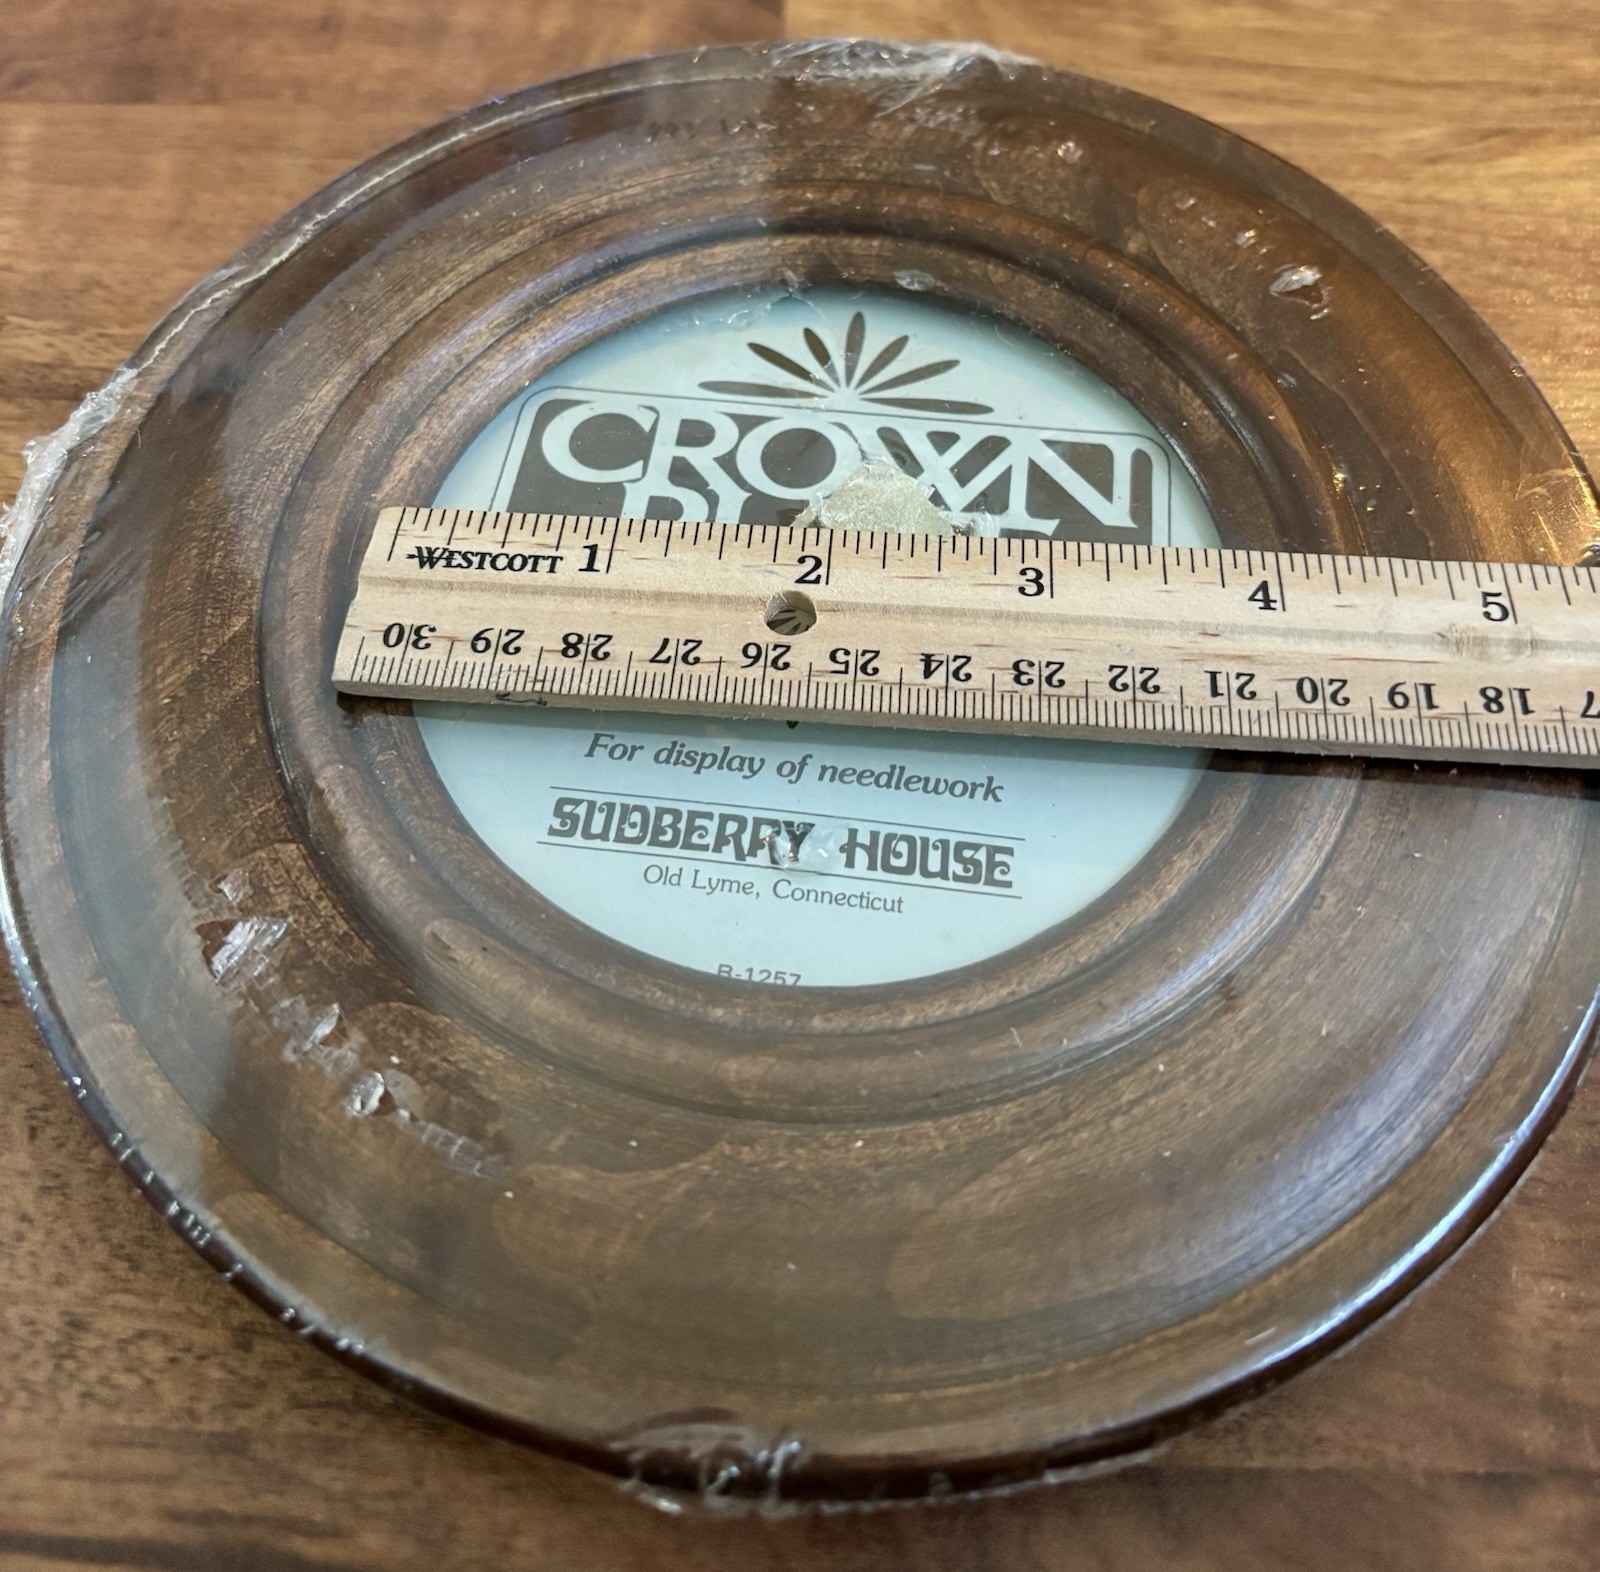 CROWN
WESTCOTT 1 2 3 4 5
30 29 28 27 26 25 24 23 22 21 20 19 18
For display of needlework
SUDBERRY HOUSE
Old Lyme, Connecticut
R-1257